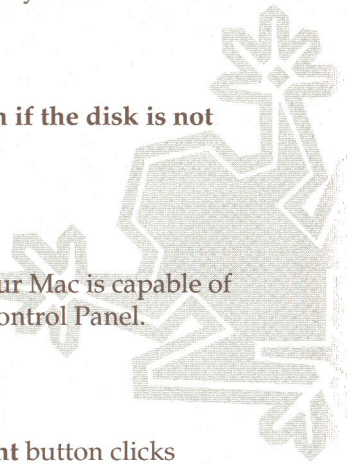 if the disk is not
ur Mac is capable of
ontrol Panel.
nt button clicks